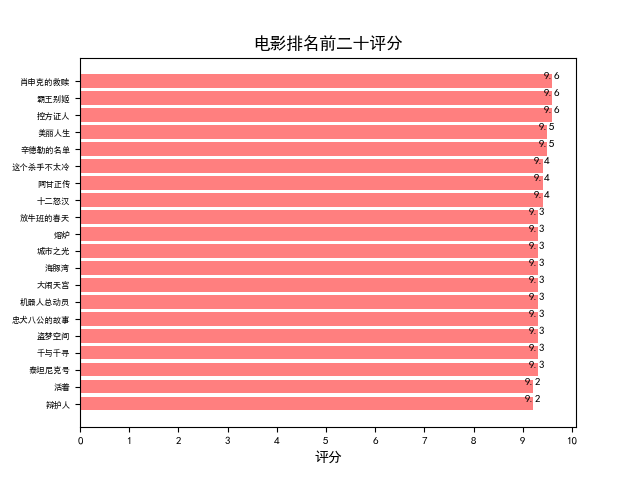 电影排名前二十评分
肖申克的救赎 9.6
霸王别姬 9.6
控方证人 9.6
美丽人生 9.5
辛德勒的名单 9.5
这个杀手不太冷 9.4
阿甘正传 9.4
十二怒汉 9.4
放牛班的春天 9.3
熔炉 9.3
城市之光 9.3
海豚湾 9.3
大闹天宫 9.3
机器人总动员 9.3
忠犬八公的故事 9.3
盗梦空间 9.3
千与千寻 9.3
泰坦尼克号 9.3
活着 9.2
辩护人 9.2
0 1 2 3 4 5 6 7 8 9 10
评分